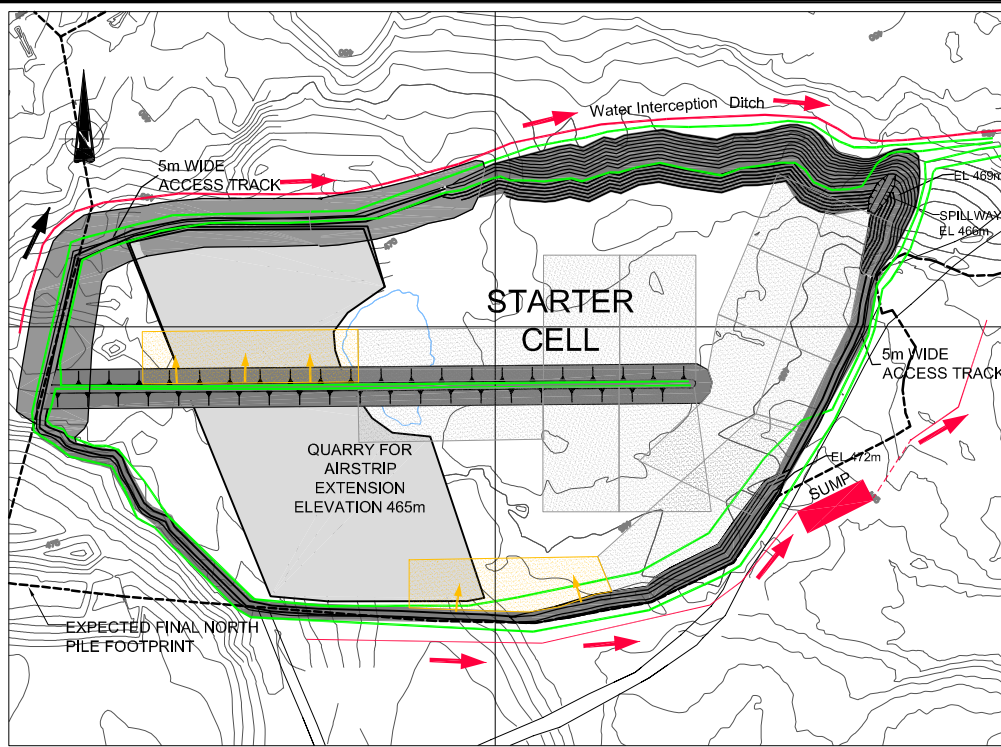 Water Interception Ditch
5m WIDE
ACCESS TRACK
EL 469m
SPILLWAY
EL 466m
STARTER
CELL
5m WIDE
ACCESS TRACK
QUARRY FOR
AIRSTRIP
EXTENSION
ELEVATION 465m
EL 472m
SUMP
EXPECTED FINAL NORTH
PILE FOOTPRINT